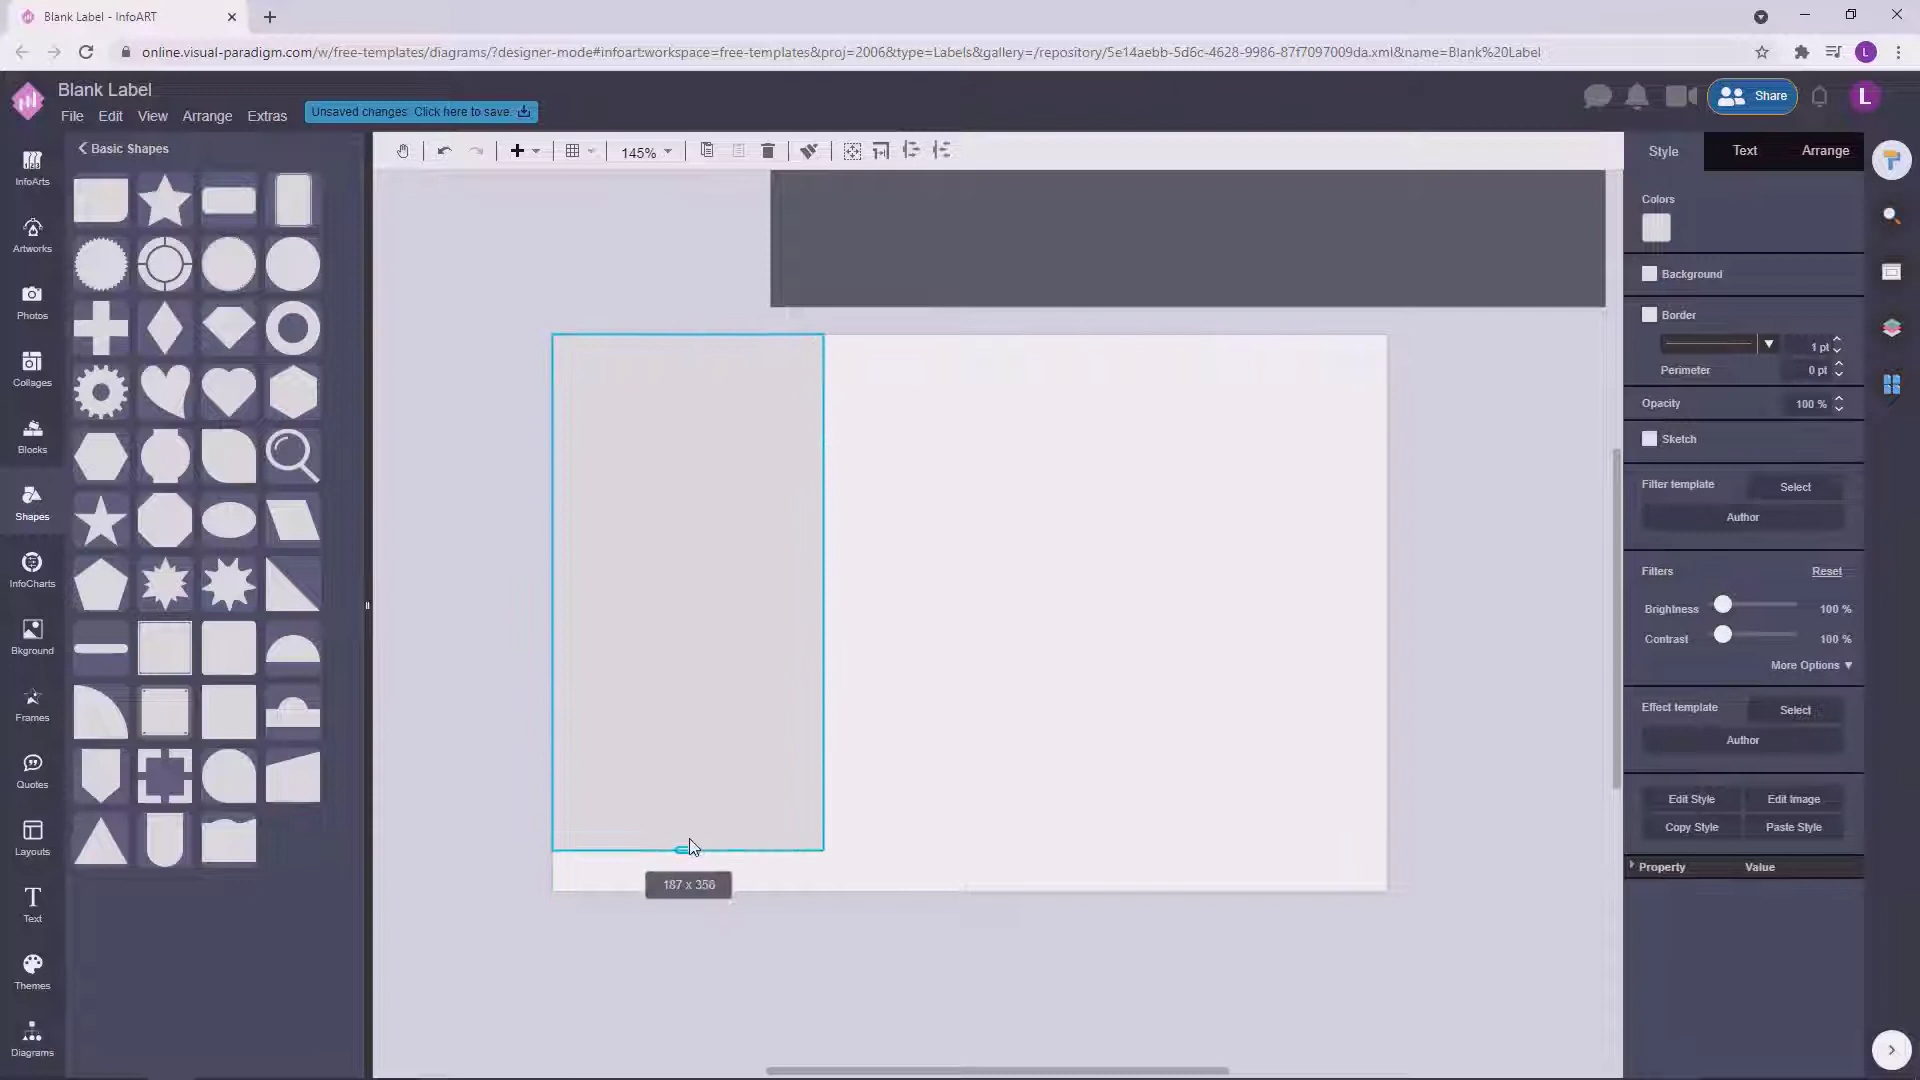 Blank Label - InfoART
online.visual-paradigm.com/w/free-templates/diagrams/?designer-mode#infoart:workspace=free-templates&proj=2006&type=Labels&gallery=/repository/5e14aebb-5d6c-4628-9986-87f7097009da.xml&name=Blank%20Label
L
Blank Label
File Edit View Arrange Extras
Unsaved changes. Click here to save.
Share
L
Basic Shapes
145%
Style Text Arrange
InfoArts
Artworks
Photos
Collages
Blocks
Shapes
InfoCharts
Bkground
Frames
Quotes
Layouts
Text
Themes
Diagrams
187 x 356
Colors
Background
Border
1 pt
Perimeter 0 pt
Opacity 100 %
Sketch
Filter template Select
Author
Filters Reset
Brightness 100 %
Contrast 100 %
More Options ▼
Effect template Select
Author
Edit Style Edit Image
Copy Style Paste Style
Property Value